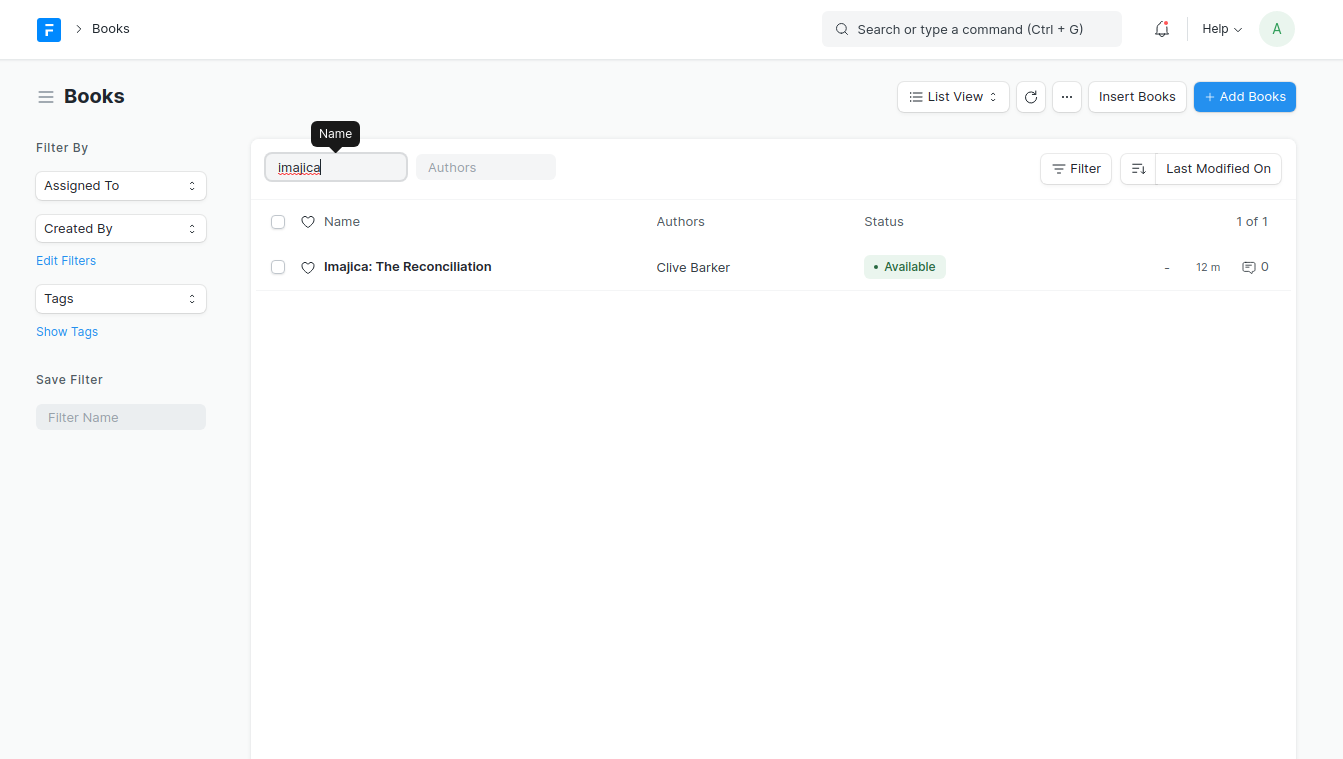 Books
Search or type a command (Ctrl + G)
Help
A
Books
List View
Insert Books
+ Add Books
Name
Filter By
Assigned To
Created By
Edit Filters
Tags
Show Tags
Save Filter
Filter Name
imajica
Authors
Filter
Last Modified On
Name
Authors
Status
1 of 1
Imajica: The Reconciliation
Clive Barker
Available
-
12 m
0